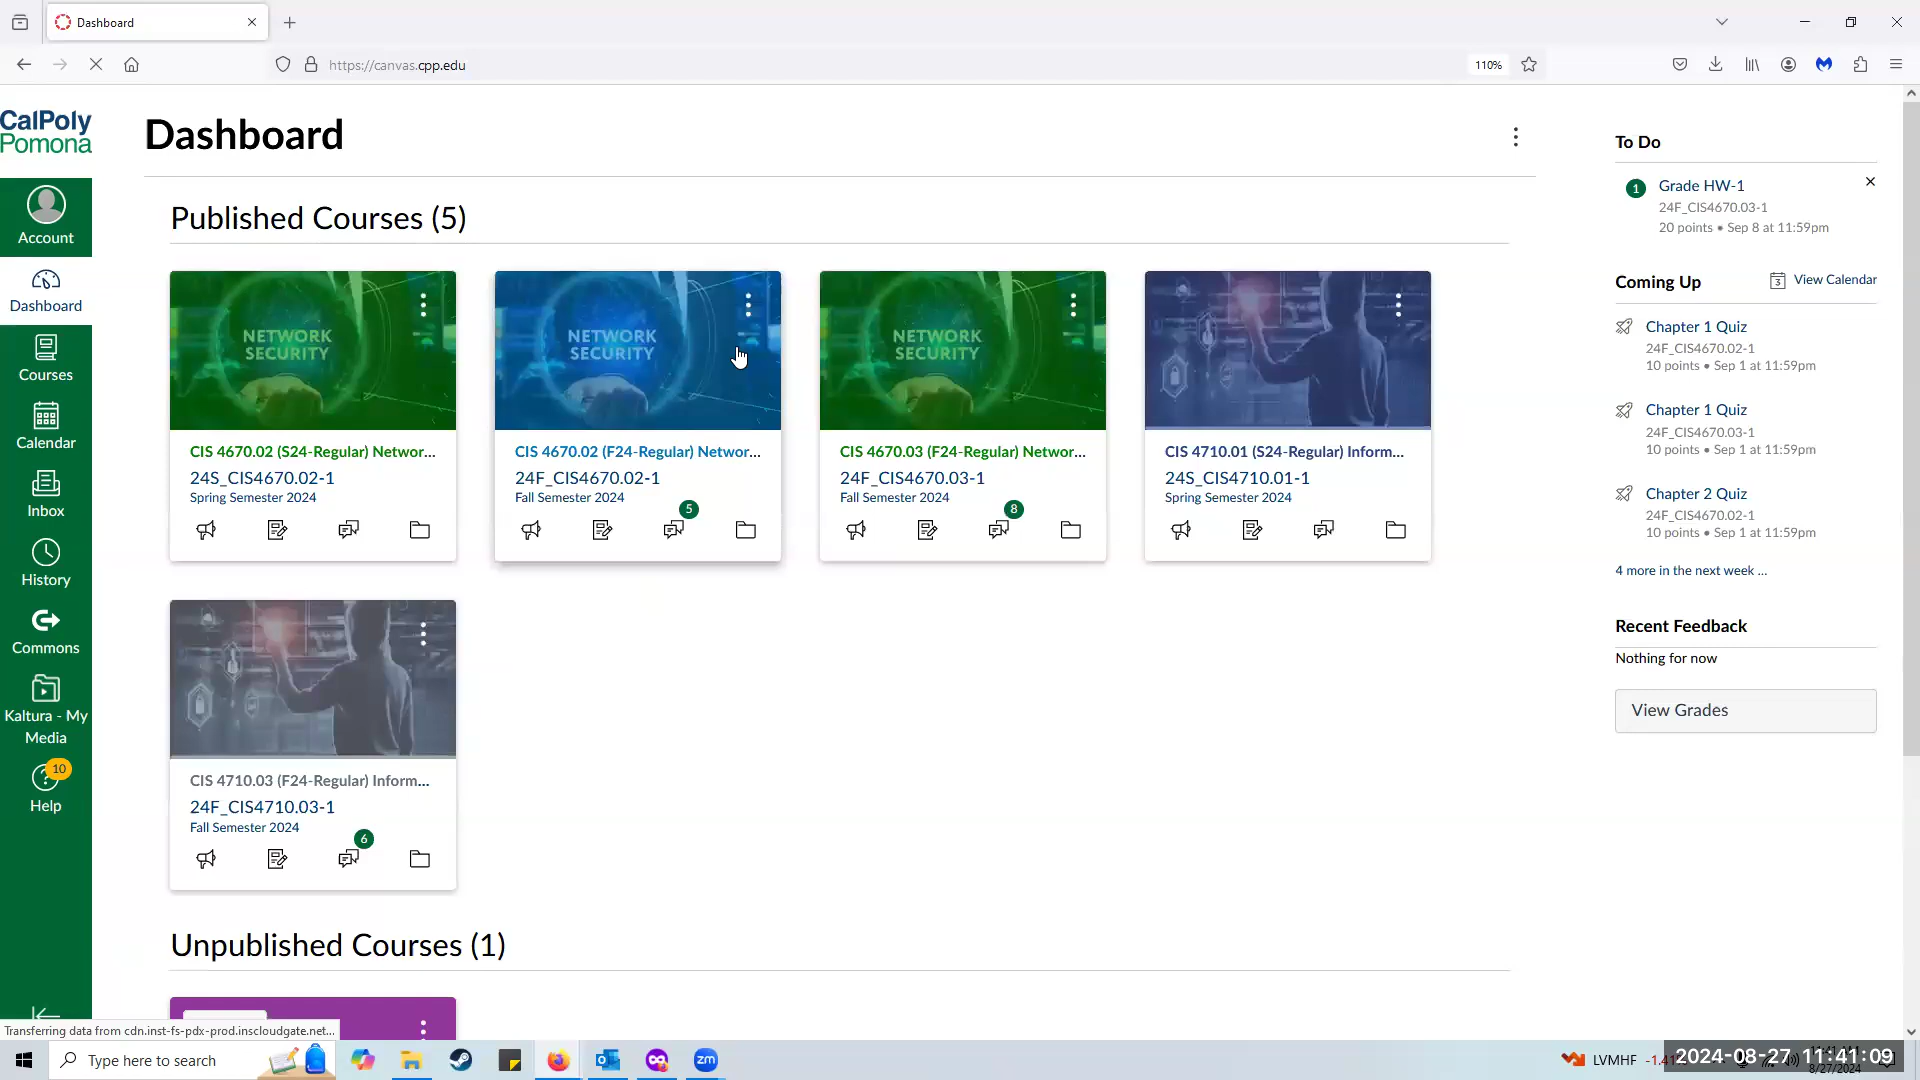 Dashboard
https://canvas.cpp.edu
110%
CalPoly
Pomona
Account
Dashboard
Courses
Calendar
Inbox
History
Commons
Kaltura - My
Media
10
Help
Dashboard
Published Courses (5)
NETWORK
SECURITY
CIS 4670.02 (S24-Regular) Networ...
24S_CIS4670.02-1
Spring Semester 2024
NETWORK
SECURITY
CIS 4670.02 (F24-Regular) Networ...
24F_CIS4670.02-1
Fall Semester 2024
5
NETWORK
SECURITY
CIS 4670.03 (F24-Regular) Networ...
24F_CIS4670.03-1
Fall Semester 2024
8
CIS 4710.01 (S24-Regular) Inform...
24S_CIS4710.01-1
Spring Semester 2024
CIS 4710.03 (F24-Regular) Inform...
24F_CIS4710.03-1
Fall Semester 2024
6
Unpublished Courses (1)
To Do
1
Grade HW-1
24F_CIS4670.03-1
20 points • Sep 8 at 11:59pm
Coming Up
3
View Calendar
Chapter 1 Quiz
24F_CIS4670.02-1
10 points • Sep 1 at 11:59pm
Chapter 1 Quiz
24F_CIS4670.03-1
10 points • Sep 1 at 11:59pm
Chapter 2 Quiz
24F_CIS4670.02-1
10 points • Sep 1 at 11:59pm
4 more in the next week ...
Recent Feedback
Nothing for now
View Grades
Transferring data from cdn.inst-fs-pdx-prod.inscloudgate.net...
Type here to search
zm
LVMHF
2024-08-27 11:41:09
8/27/2024